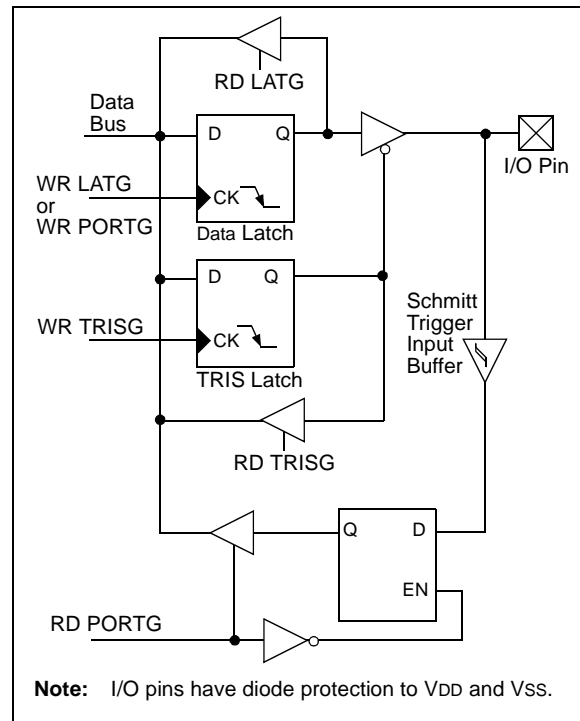 RD LATG
Data
Bus
D Q
I/O Pin
WR LATG
or
WR PORTG
CK
Data Latch
D Q
WR TRISG
CK
TRIS Latch
Schmitt
Trigger
Input
Buffer
RD TRISG
Q D
EN
RD PORTG
Note: I/O pins have diode protection to VDD and VSS.